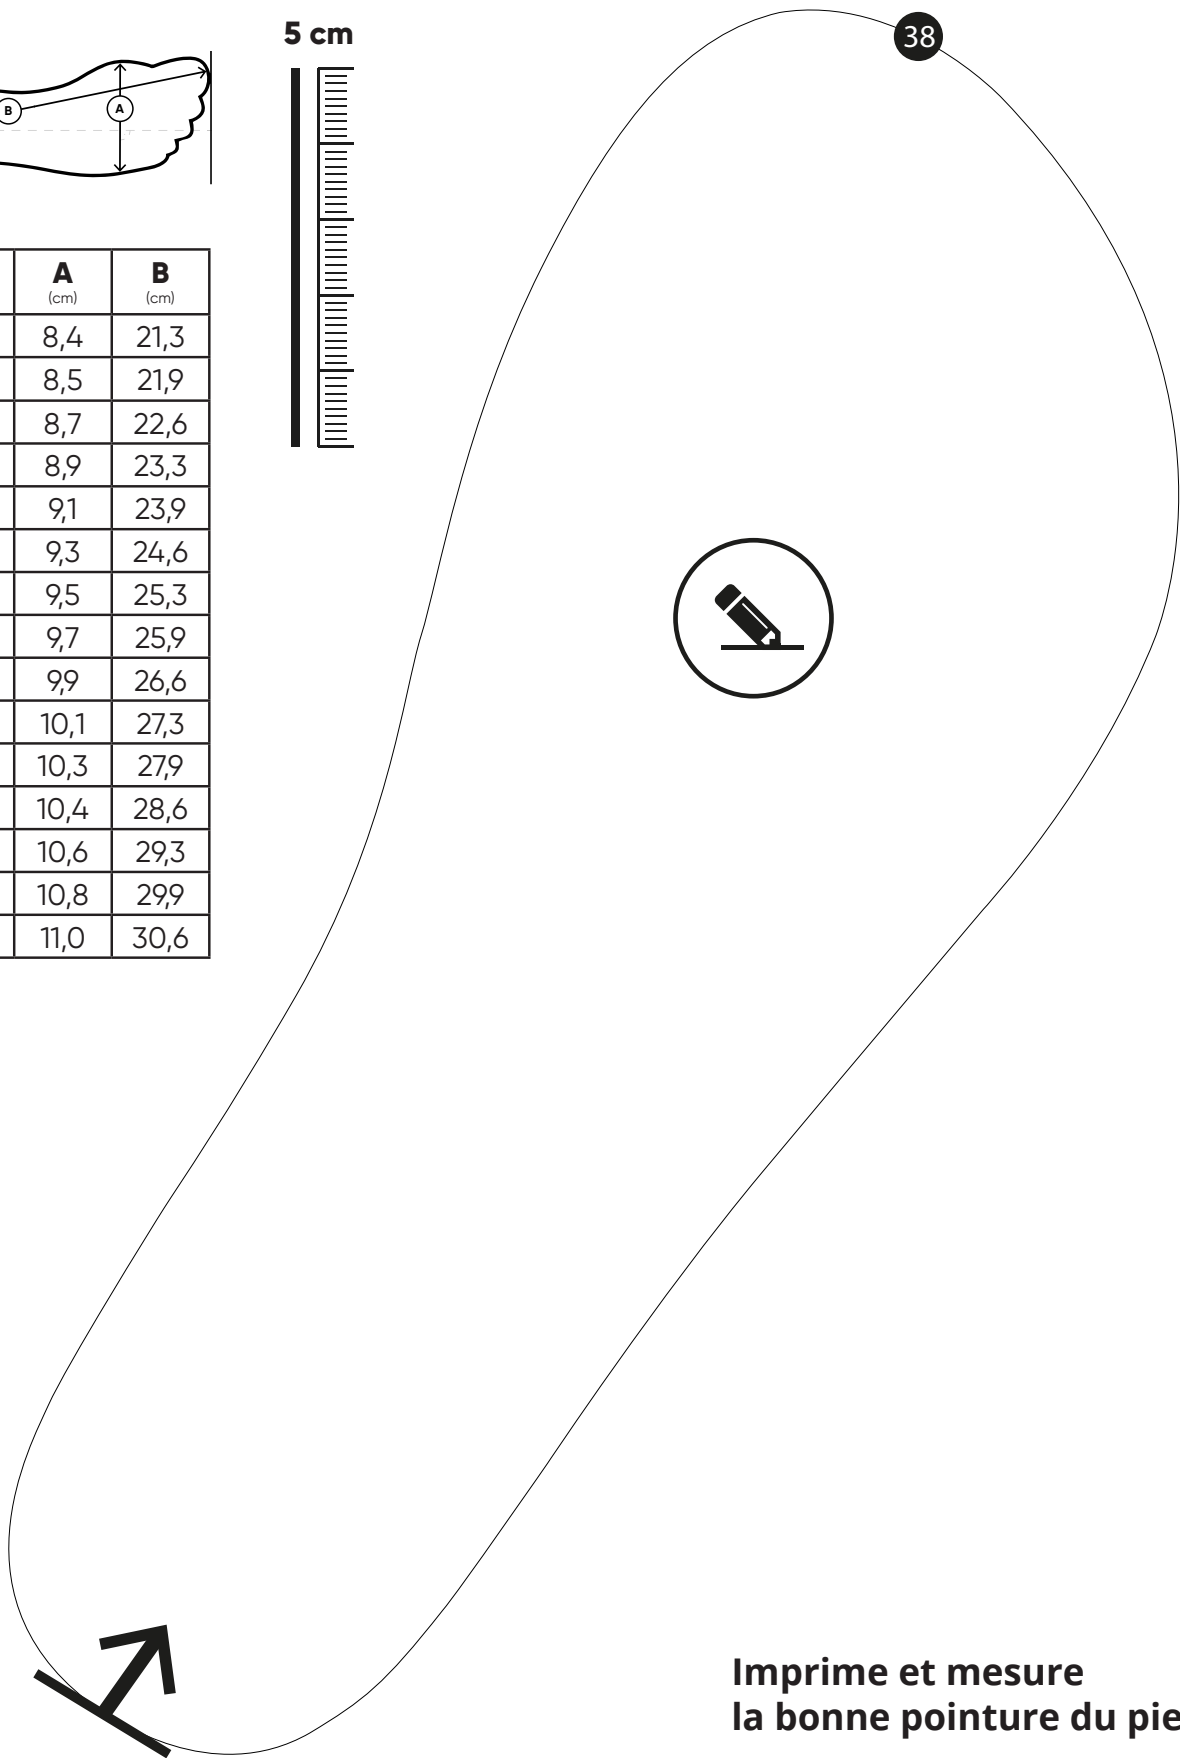 5 cm
38
B
A
A B
(cm) (cm)
8,4 21,3
8,5 21,9
8,7 22,6
8,9 23,3
9,1 23,9
9,3 24,6
9,5 25,3
9,7 25,9
9,9 26,6
10,1 27,3
10,3 27,9
10,4 28,6
10,6 29,3
10,8 29,9
11,0 30,6
Imprime et mesure
la bonne pointure du pie